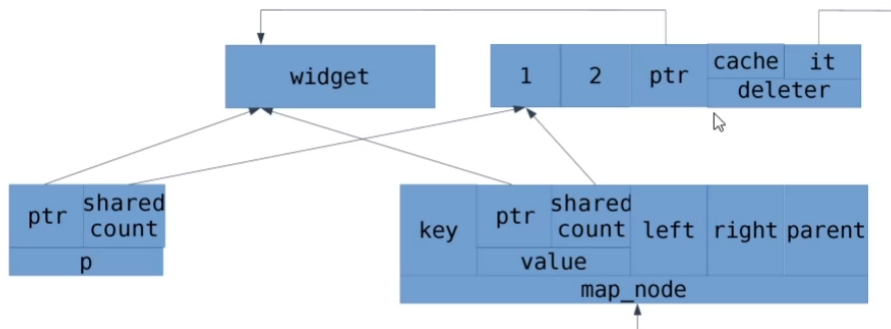 widget
1 2 ptr cache it
deleter
ptr shared count
p
key ptr shared count left right parent
value
map_node